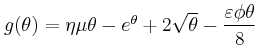 g(θ) = ημθ − e^θ + 2√θ − εφθ/8